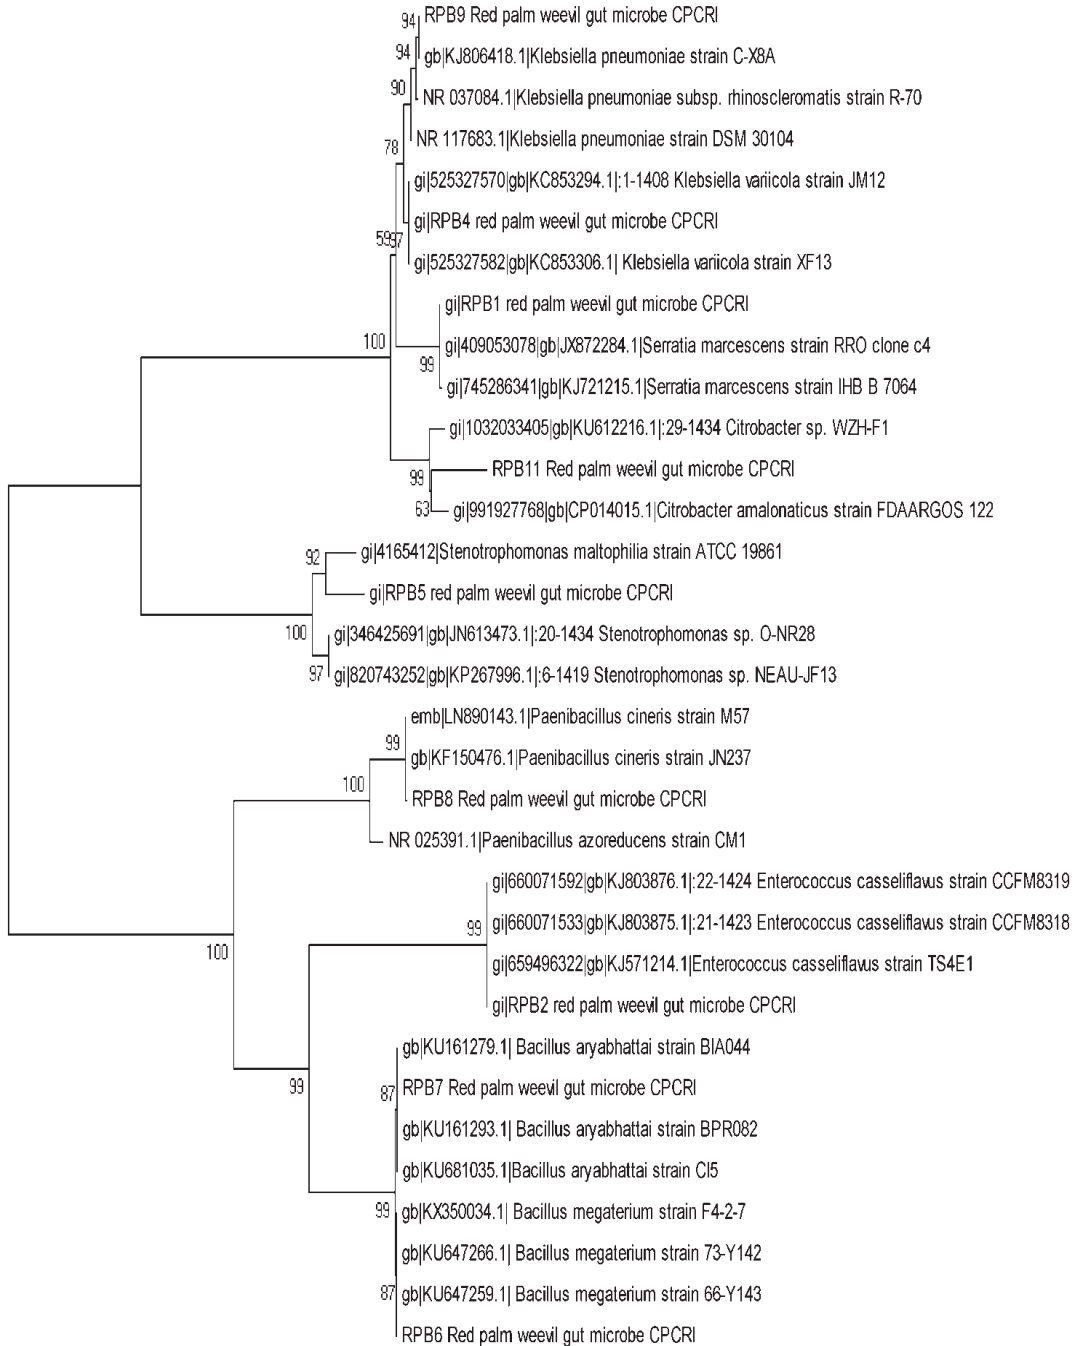 94
RPB9 Red palm weevil gut microbe CPCRI
94
gb|KJ806418.1|Klebsiella pneumoniae strain C-X8A
90
NR 037084.1|Klebsiella pneumoniae subsp. rhinoscleromatis strain R-70
NR 117683.1|Klebsiella pneumoniae strain DSM 30104
78
gi|525327570|gb|KC853294.1|:1-1408 Klebsiella variicola strain JM12
gi|RPB4 red palm weevil gut microbe CPCRI
59
97
gi|525327582|gb|KC853306.1| Klebsiella variicola strain XF13
gi|RPB1 red palm weevil gut microbe CPCRI
100
gi|409053078|gb|JX872284.1|Serratia marcescens strain RRO clone c4
99
gi|745286341|gb|KJ721215.1|Serratia marcescens strain IHB B 7064
gi|1032033405|gb|KU612216.1|:29-1434 Citrobacter sp. WZH-F1
RPB11 Red palm weevil gut microbe CPCRI
99
63
gi|991927768|gb|CP014015.1|Citrobacter amalonaticus strain FDAARGOS 122
92
gi|4165412|Stenotrophomonas maltophilia strain ATCC 19861
gi|RPB5 red palm weevil gut microbe CPCRI
100
gi|346425691|gb|JN613473.1|:20-1434 Stenotrophomonas sp. O-NR28
97
gi|820743252|gb|KP267996.1|:6-1419 Stenotrophomonas sp. NEAU-JF13
emb|LN890143.1|Paenibacillus cineris strain M57
99
gb|KF150476.1|Paenibacillus cineris strain JN237
100
RPB8 Red palm weevil gut microbe CPCRI
NR 025391.1|Paenibacillus azoreducens strain CM1
gi|660071592|gb|KJ803876.1|:22-1424 Enterococcus casseliflavus strain CCFM8319
gi|660071533|gb|KJ803875.1|:21-1423 Enterococcus casseliflavus strain CCFM8318
99
100
gi|659496322|gb|KJ571214.1|Enterococcus casseliflavus strain TS4E1
gi|RPB2 red palm weevil gut microbe CPCRI
gb|KU161279.1| Bacillus aryabhattai strain BIA044
99
87
RPB7 Red palm weevil gut microbe CPCRI
gb|KU161293.1| Bacillus aryabhattai strain BPR082
gb|KU681035.1|Bacillus aryabhattai strain CI5
99
gb|KX350034.1| Bacillus megaterium strain F4-2-7
gb|KU647266.1| Bacillus megaterium strain 73-Y142
87
gb|KU647259.1| Bacillus megaterium strain 66-Y143
RPB6 Red palm weevil gut microbe CPCRI